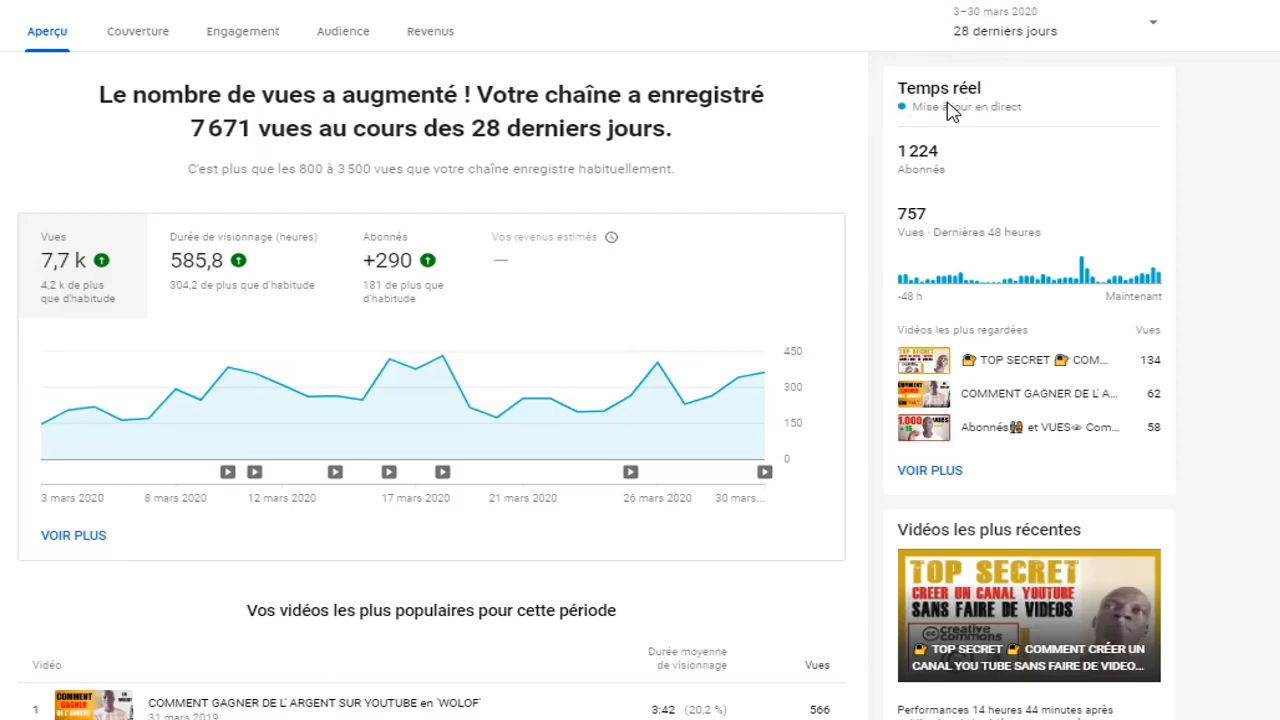 Aperçu
Couverture
Engagement
Audience
Revenus
3–30 mars 2020
28 derniers jours
Le nombre de vues a augmenté ! Votre chaîne a enregistré
7 671 vues au cours des 28 derniers jours.
C'est plus que les 800 à 3 500 vues que votre chaîne enregistre habituellement.
Vues
7,7 k
4,2 k de plus
que d'habitude
Durée de visionnage (heures)
585,8
304,2 de plus que d'habitude
Abonnés
+290
181 de plus que
d'habitude
Vos revenus estimés
—
450
300
150
0
3 mars 2020
8 mars 2020
12 mars 2020
17 mars 2020
21 mars 2020
26 mars 2020
30 mars...
VOIR PLUS
Vos vidéos les plus populaires pour cette période
Vidéo
Durée moyenne
de visionnage
Vues
1
COMMENT GAGNER DE L' ARGENT SUR YOUTUBE en 'WOLOF'
31 mars 2019
3:42 (20,2 %)
566
Temps réel
Mise à jour en direct
1 224
Abonnés
757
Vues · Dernières 48 heures
-48 h
Maintenant
Vidéos les plus regardées
Vues
TOP SECRET COM...
134
COMMENT GAGNER DE L' A...
62
Abonnés et VUES Com...
58
VOIR PLUS
Vidéos les plus récentes
TOP SECRET
CREER UN CANAL YOUTUBE
SANS FAIRE DE VIDEOS
creative
commons
TOP SECRET COMMENT CRÉER UN
CANAL YOU TUBE SANS FAIRE DE VIDEO...
Performances 14 heures 44 minutes après